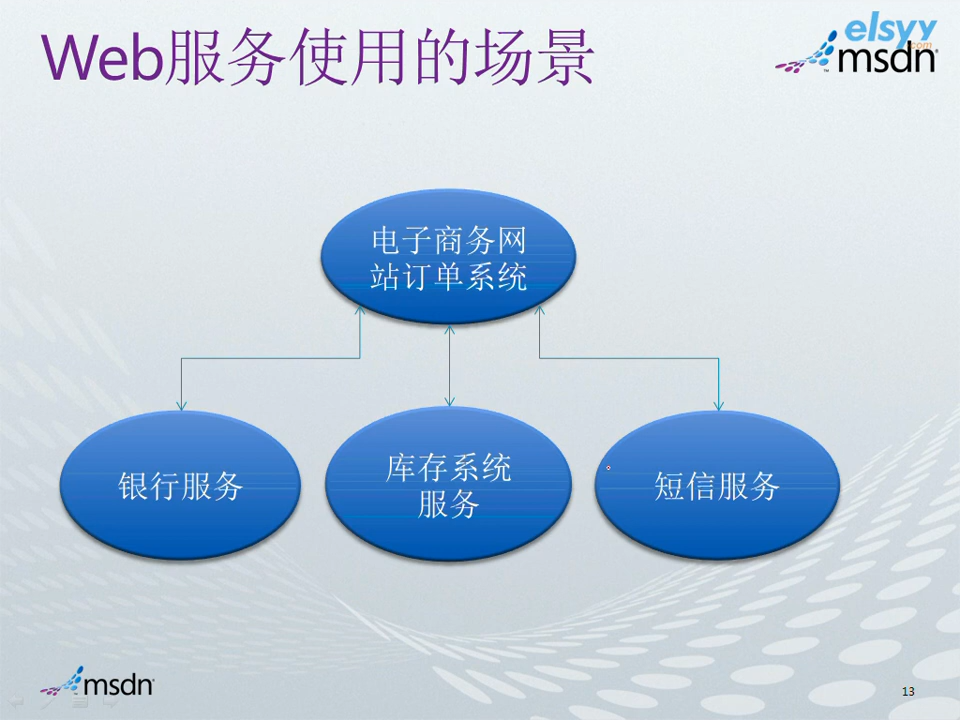 Web服务使用的场景
elsyy
.com
msdn
电子商务网
站订单系统
银行服务
库存系统
服务
短信服务
msdn
13